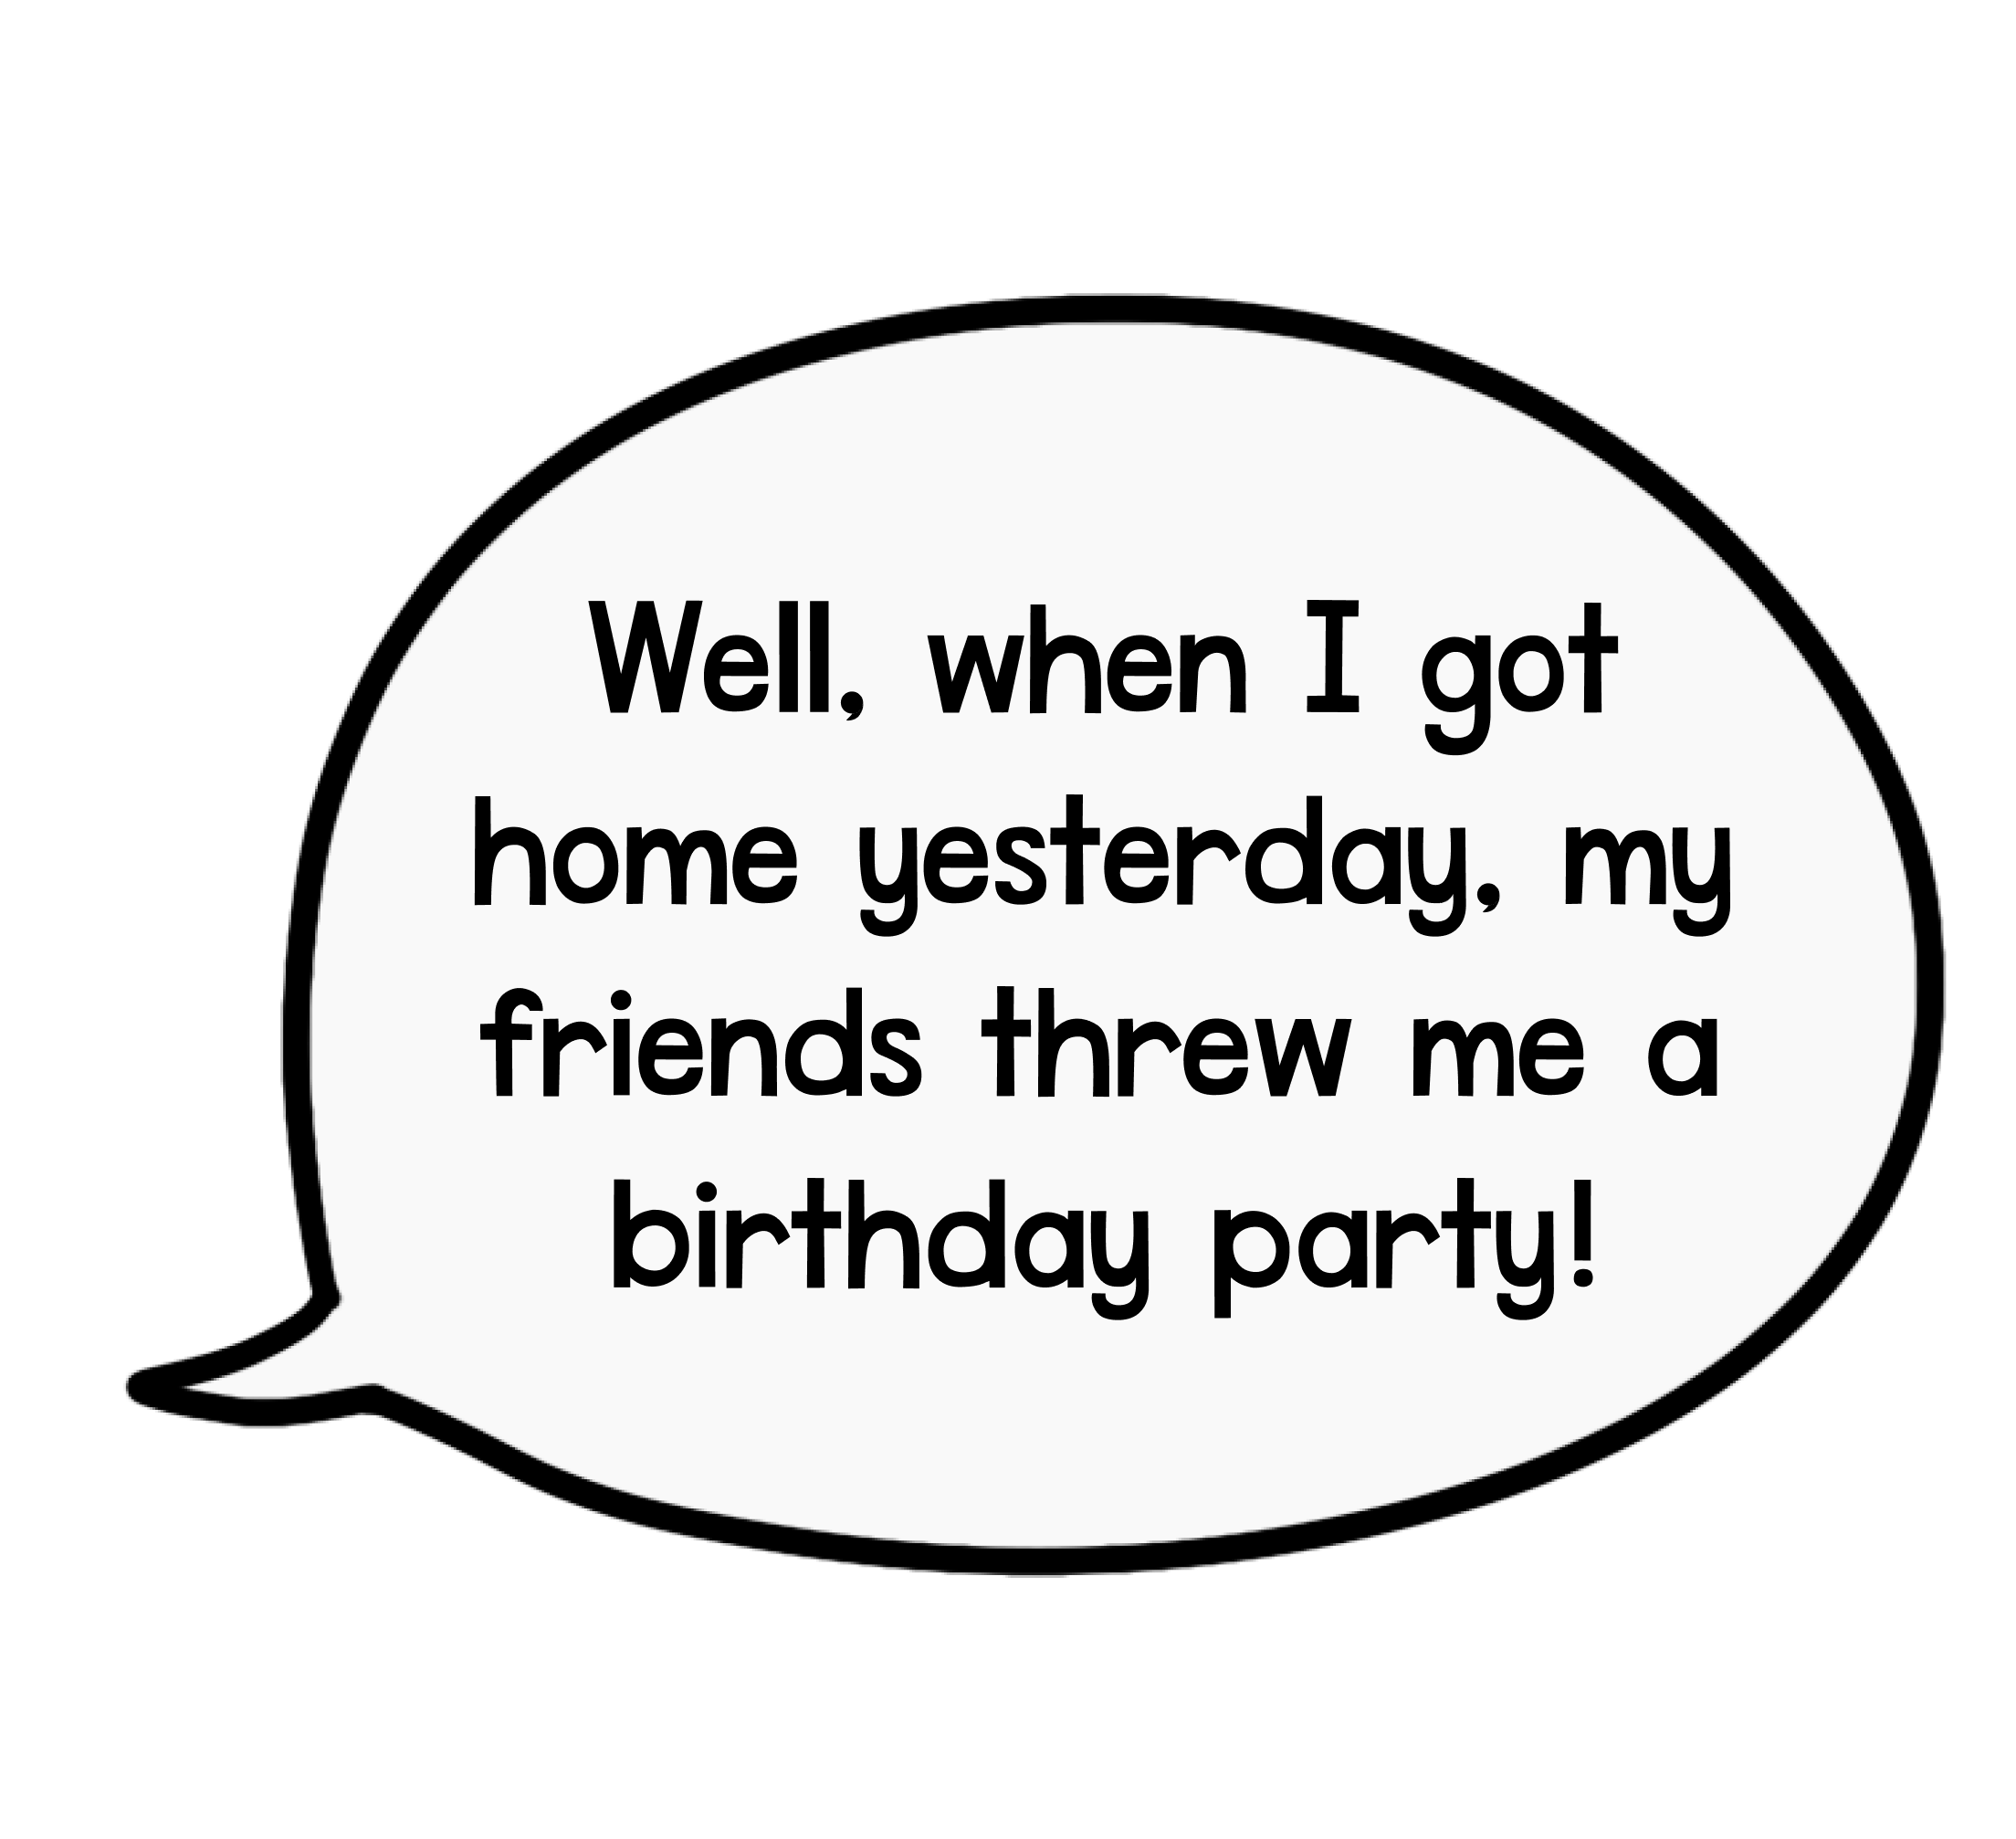 Well, when I got
home yesterday, my
friends threw me a
birthday party!